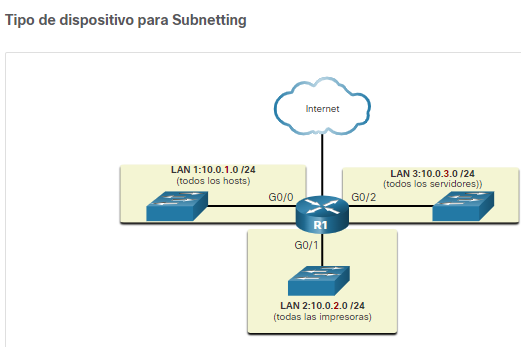 Tipo de dispositivo para Subnetting
Internet
LAN 1:10.0.1.0 /24
(todos los hosts)
LAN 3:10.0.3.0 /24
(todos los servidores))
G0/0
G0/2
R1
G0/1
LAN 2:10.0.2.0 /24
(todas las impresoras)